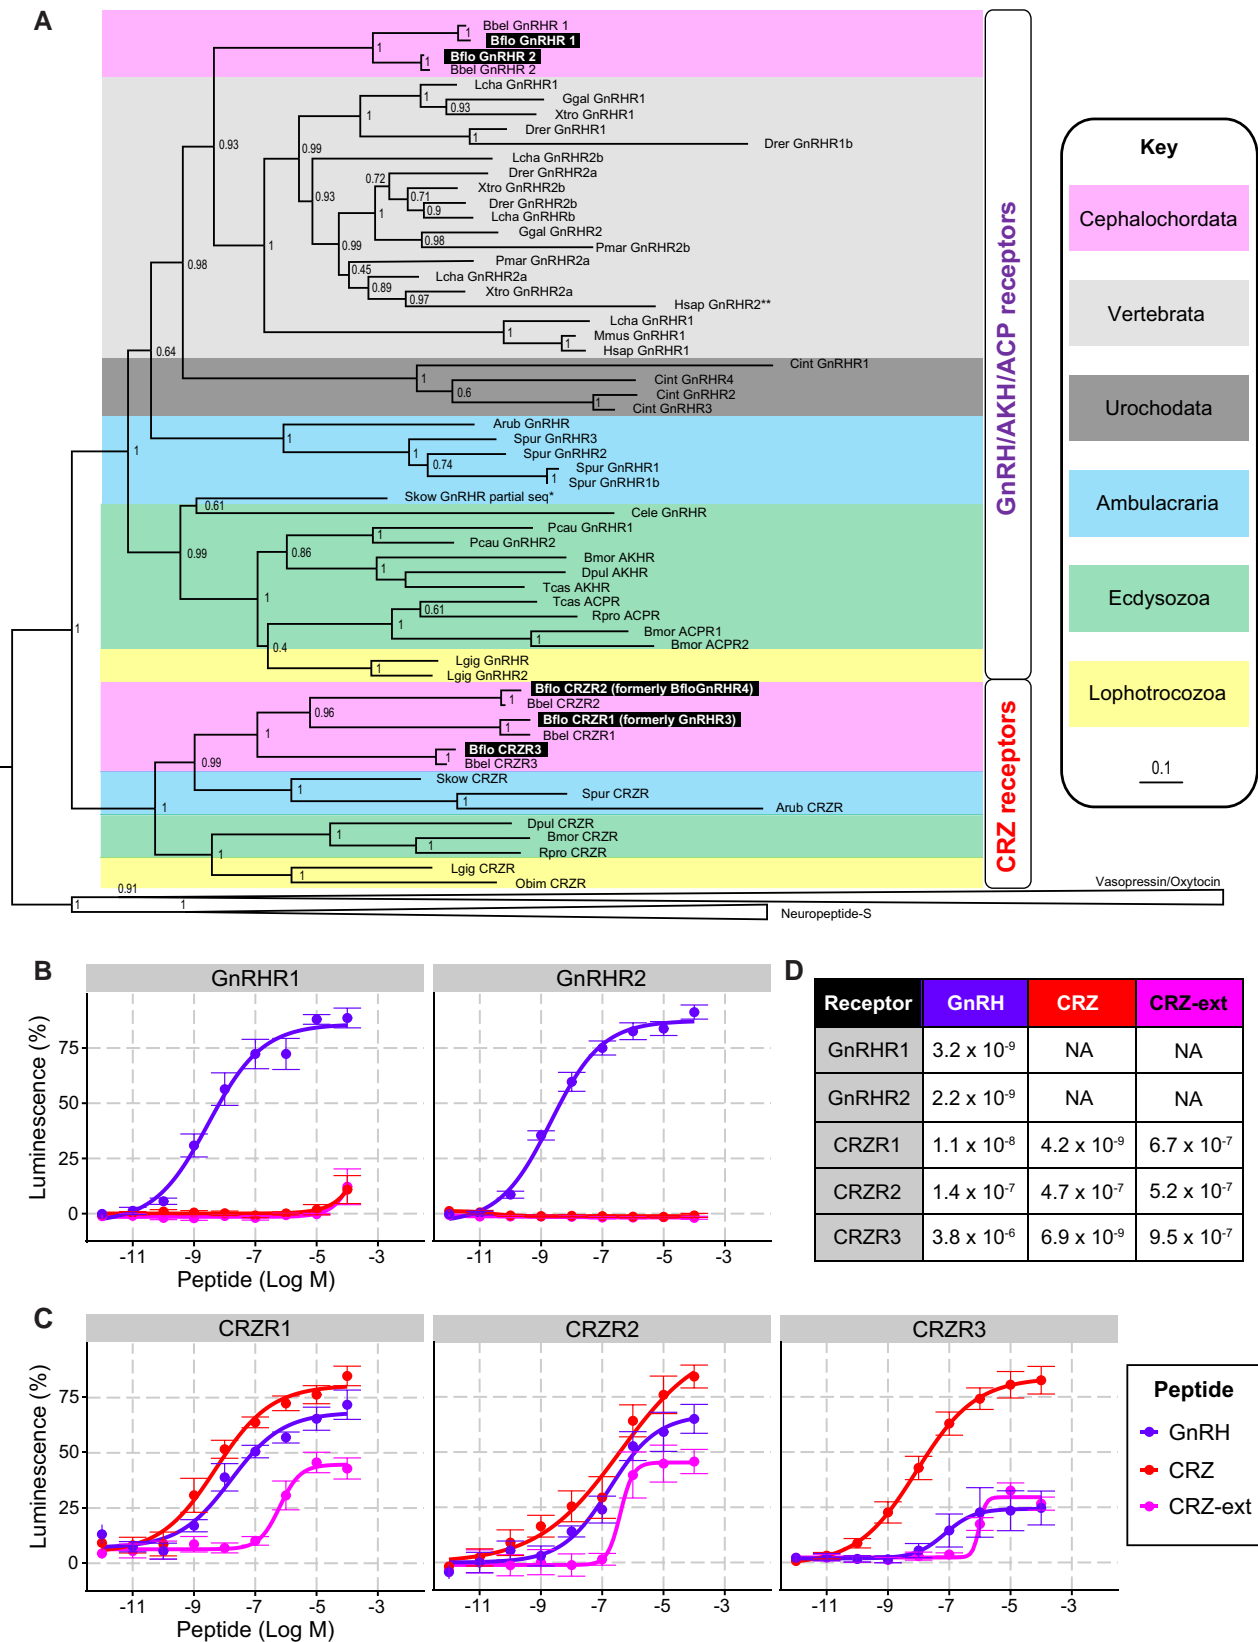 A
Bbel GnRHR 1
Bflo GnRHR 1
1
1
Bflo GnRHR 2
1
Bbel GnRHR 2
Lcha GnRHR1
1
Ggal GnRHR1
0.93
Xtro GnRHR1
1
Drer GnRHR1
1
Drer GnRHR1b
0.93
0.99
Lcha GnRHR2b
0.72
Drer GnRHR2a
0.93
Xtro GnRHR2b
0.71
Drer GnRHR2b
0.9
Lcha GnRHRb
1
Ggal GnRHR2
0.98
Pmar GnRHR2b
0.99
1
Pmar GnRHR2a
0.45
0.98
Lcha GnRHR2a
0.89
Xtro GnRHR2a
0.97
Hsap GnRHR2**
Lcha GnRHR1
1
Mmus GnRHR1
1
Hsap GnRHR1
0.64
Cint GnRHR1
1
Cint GnRHR4
0.6
Cint GnRHR2
Cint GnRHR3
Arub GnRHR
1
Spur GnRHR3
1
Spur GnRHR2
0.74
Spur GnRHR1
1
Spur GnRHR1b
1
Skow GnRHR partial seq*
0.61
Cele GnRHR
Pcau GnRHR1
1
Pcau GnRHR2
0.99
0.86
Bmor AKHR
1
Dpul AKHR
Tcas AKHR
1
Tcas ACPR
0.61
Rpro ACPR
1
Bmor ACPR1
1
Bmor ACPR2
0.4
Lgig GnRHR
1
Lgig GnRHR2
1
Bflo CRZR2 (formerly BfloGnRHR4)
1
Bbel CRZR2
0.96
Bflo CRZR1 (formerly GnRHR3)
1
Bbel CRZR1
1
Bflo CRZR3
1
Bbel CRZR3
0.99
Skow CRZR
1
Spur CRZR
1
Arub CRZR
1
Dpul CRZR
1
Bmor CRZR
1
Rpro CRZR
1
Lgig CRZR
1
Obim CRZR
0.91
Vasopressin/Oxytocin
1
1
Neuropeptide-S
GnRH/AKH/ACP receptors
CRZ receptors
Key
Cephalochordata
Vertebrata
Urochodata
Ambulacraria
Ecdysozoa
Lophotrocozoa
0.1
B
GnRHR1
GnRHR2
Luminescence (%)
75
50
25
0
-11 -9 -7 -5 -3
-11 -9 -7 -5 -3
Peptide (Log M)
D
Receptor GnRH CRZ CRZ-ext
GnRHR1 3.2 x 10-9 NA NA
GnRHR2 2.2 x 10-9 NA NA
CRZR1 1.1 x 10-8 4.2 x 10-9 6.7 x 10-7
CRZR2 1.4 x 10-7 4.7 x 10-7 5.2 x 10-7
CRZR3 3.8 x 10-6 6.9 x 10-9 9.5 x 10-7
C
CRZR1
CRZR2
CRZR3
Luminescence (%)
75
50
25
0
-11 -9 -7 -5 -3
-11 -9 -7 -5 -3
-11 -9 -7 -5 -3
Peptide (Log M)
Peptide
GnRH
CRZ
CRZ-ext